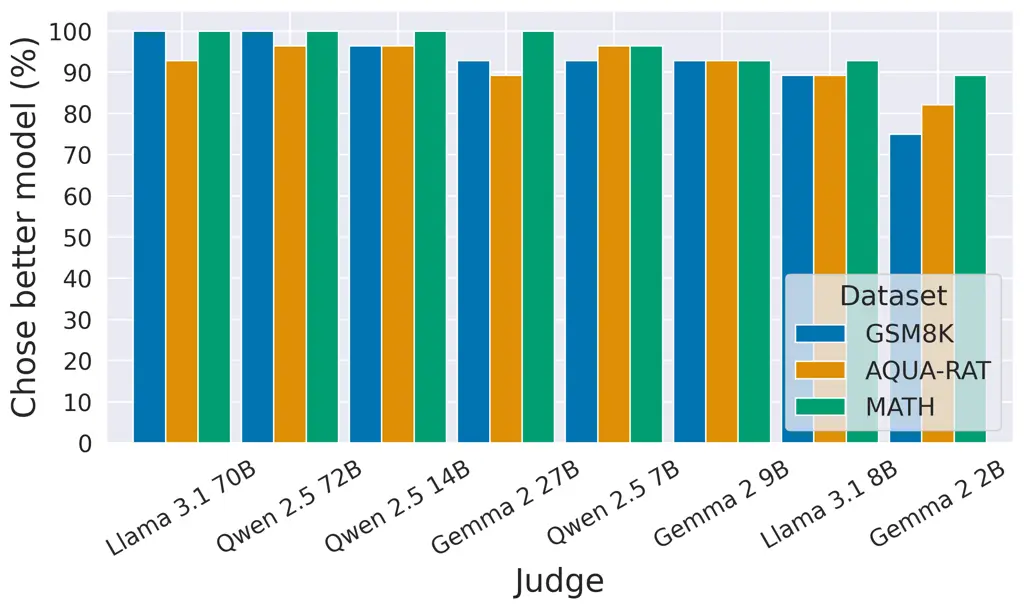 Chose better model (%)
100
90
80
70
60
50
40
30
20
10
0
Dataset
GSM8K
AQUA-RAT
MATH
Llama 3.1 70B
Qwen 2.5 72B
Qwen 2.5 14B
Gemma 2 27B
Qwen 2.5 7B
Gemma 2 9B
Llama 3.1 8B
Gemma 2 2B
Judge